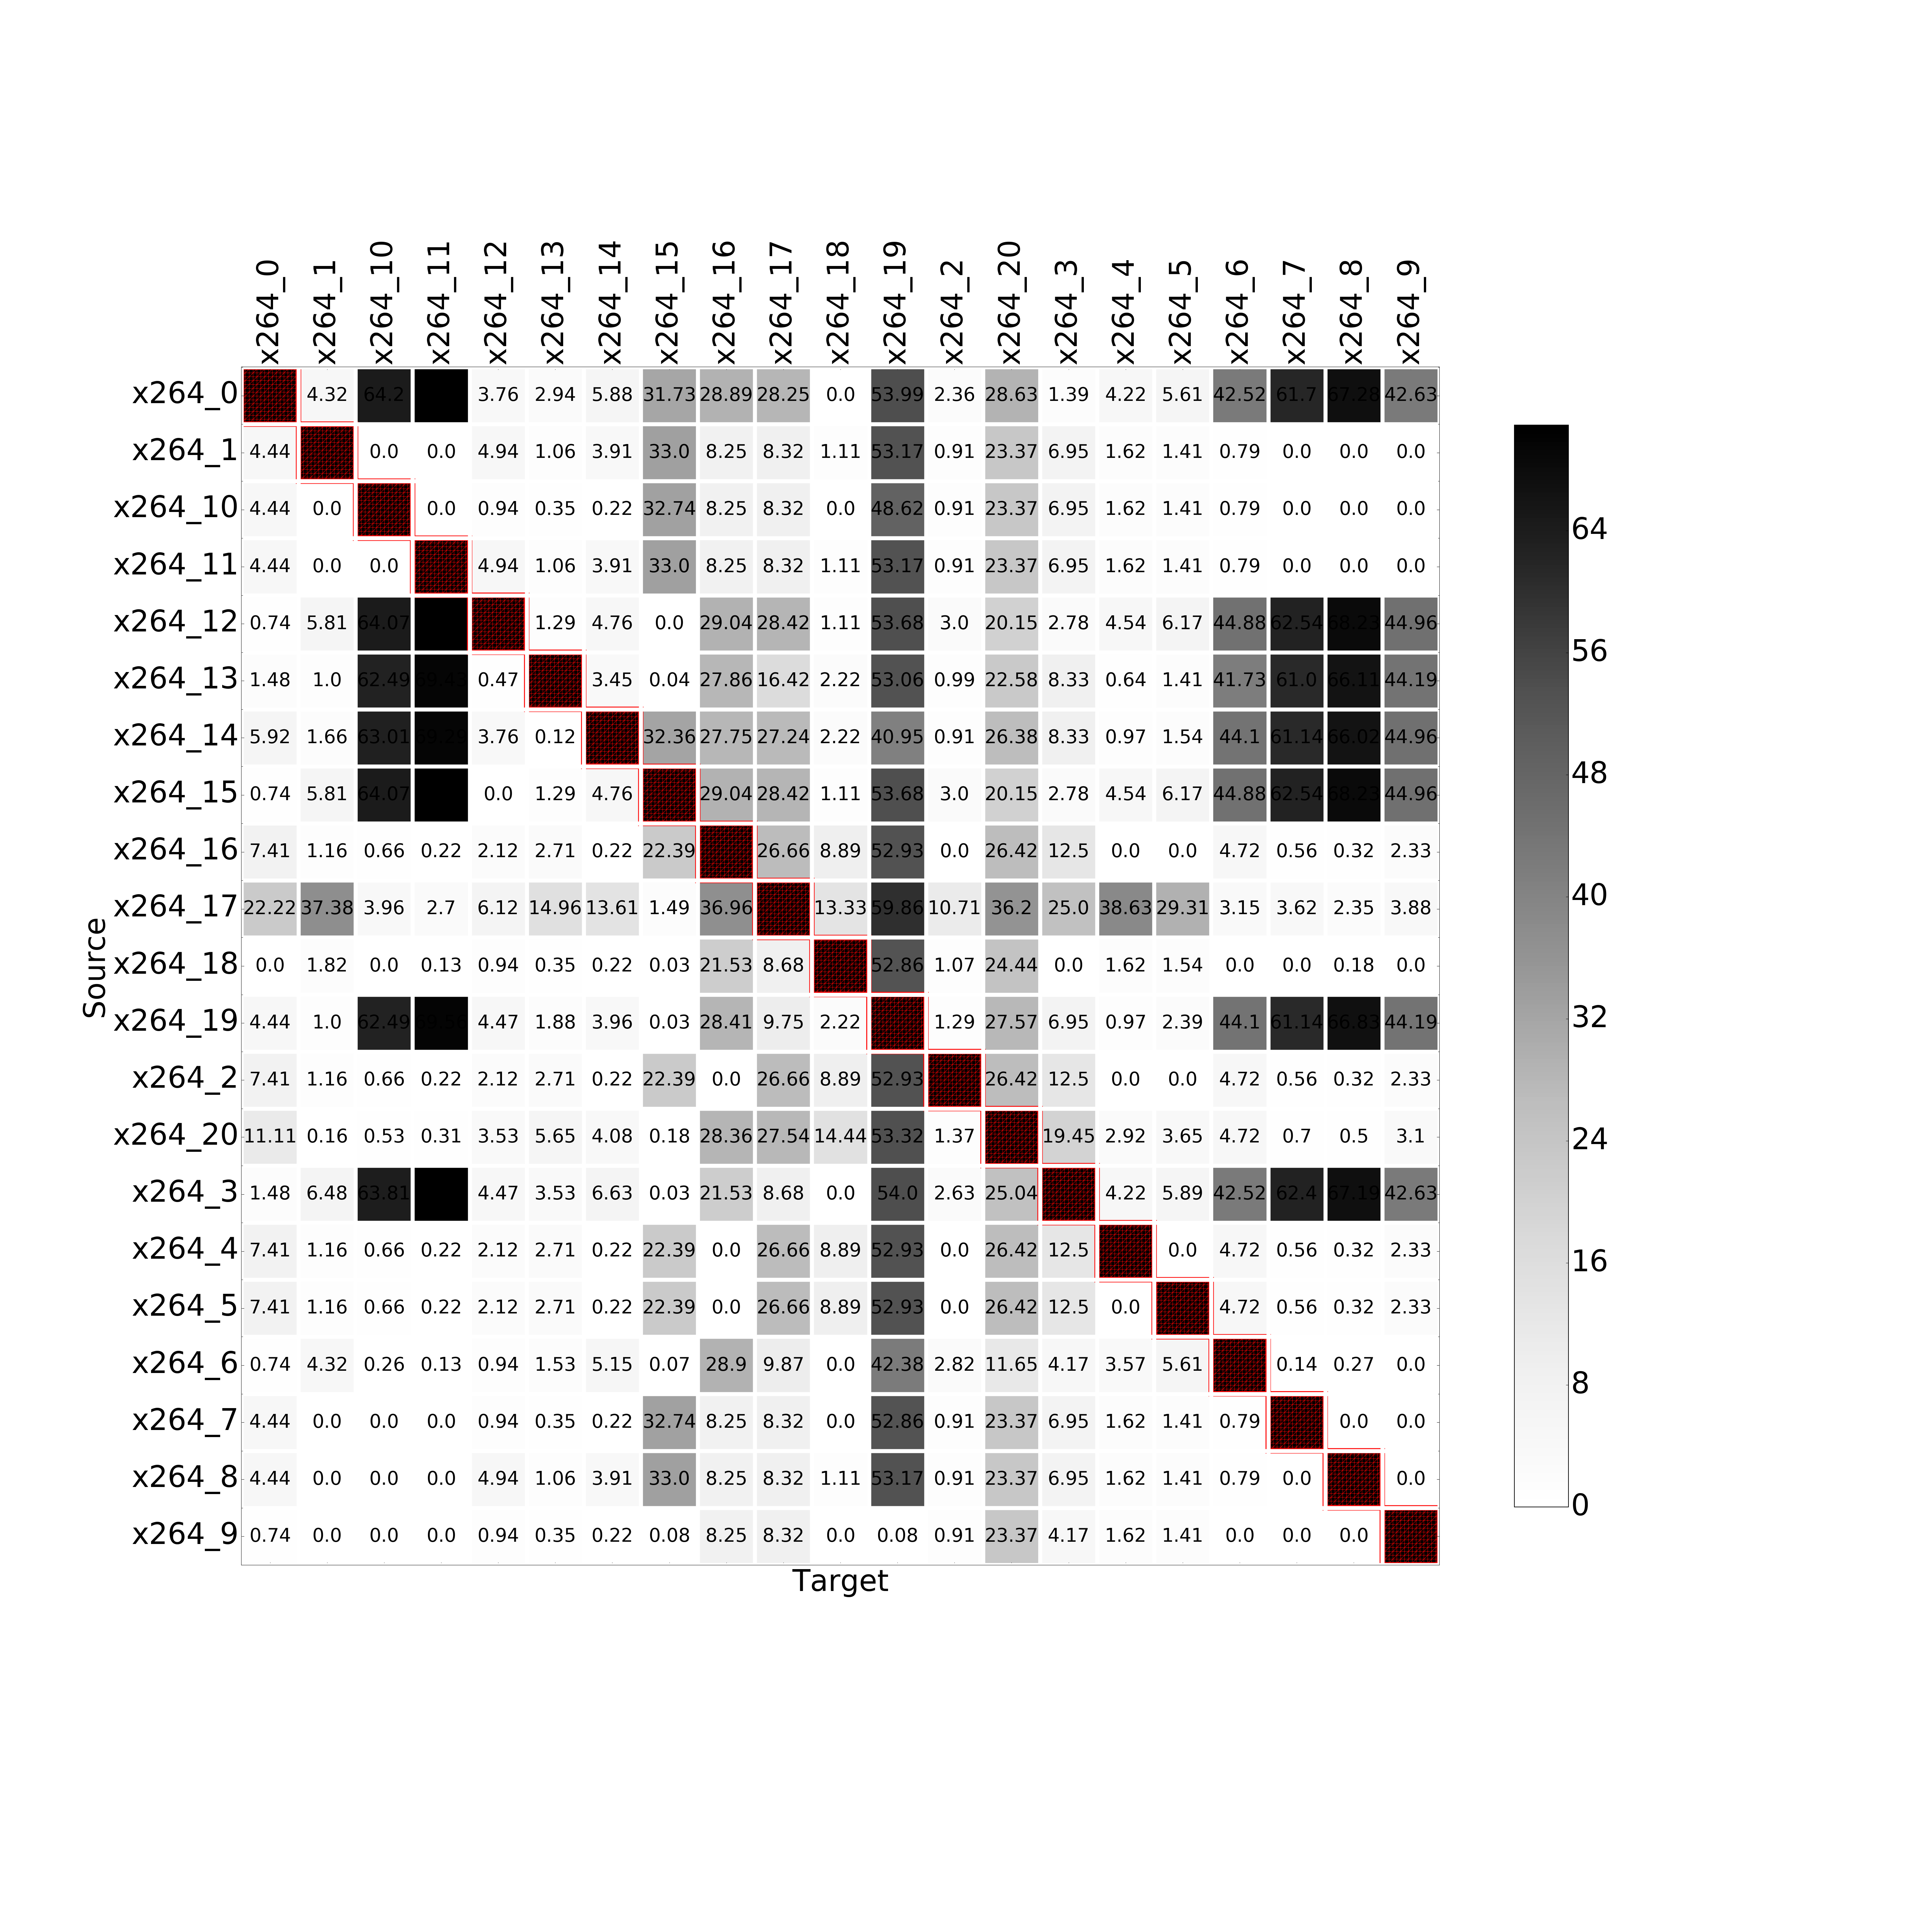 x264_0 x264_1 x264_10 x264_11 x264_12 x264_13 x264_14 x264_15 x264_16 x264_17 x264_18 x264_19 x264_2 x264_20 x264_3 x264_4 x264_5 x264_6 x264_7 x264_8 x264_9
x264_0 4.32 64.2 3.76 2.94 5.88 31.73 28.89 28.25 0.0 53.99 2.36 28.63 1.39 4.22 5.61 42.52 61.7 67.28 42.63
x264_1 4.44 0.0 0.0 4.94 1.06 3.91 33.0 8.25 8.32 1.11 53.17 0.91 23.37 6.95 1.62 1.41 0.79 0.0 0.0 0.0
x264_10 4.44 0.0 0.0 0.94 0.35 0.22 32.74 8.25 8.32 0.0 48.62 0.91 23.37 6.95 1.62 1.41 0.79 0.0 0.0 0.0
x264_11 4.44 0.0 0.0 4.94 1.06 3.91 33.0 8.25 8.32 1.11 53.17 0.91 23.37 6.95 1.62 1.41 0.79 0.0 0.0 0.0
x264_12 0.74 5.81 64.07 1.29 4.76 0.0 29.04 28.42 1.11 53.68 3.0 20.15 2.78 4.54 6.17 44.88 62.54 68.23 44.96
x264_13 1.48 1.0 62.49 0.47 3.45 0.04 27.86 16.42 2.22 53.06 0.99 22.58 8.33 0.64 1.41 41.73 61.0 66.11 44.19
x264_14 5.92 1.66 63.01 3.76 0.12 32.36 27.75 27.24 2.22 40.95 0.91 26.38 8.33 0.97 1.54 44.1 61.14 66.02 44.96
x264_15 0.74 5.81 64.07 0.0 1.29 4.76 29.04 28.42 1.11 53.68 3.0 20.15 2.78 4.54 6.17 44.88 62.54 68.23 44.96
x264_16 7.41 1.16 0.66 0.22 2.12 2.71 0.22 22.39 26.66 8.89 52.93 0.0 26.42 12.5 0.0 0.0 4.72 0.56 0.32 2.33
x264_17 22.22 37.38 3.96 2.7 6.12 14.96 13.61 1.49 36.96 13.33 59.86 10.71 36.2 25.0 38.63 29.31 3.15 3.62 2.35 3.88
x264_18 0.0 1.82 0.0 0.13 0.94 0.35 0.22 0.03 21.53 8.68 52.86 1.07 24.44 0.0 1.62 1.54 0.0 0.0 0.18 0.0
x264_19 4.44 1.0 62.49 4.47 1.88 3.96 0.03 28.41 9.75 2.22 1.29 27.57 6.95 0.97 2.39 44.1 61.14 66.83 44.19
x264_2 7.41 1.16 0.66 0.22 2.12 2.71 0.22 22.39 0.0 26.66 8.89 52.93 26.42 12.5 0.0 0.0 4.72 0.56 0.32 2.33
x264_20 11.11 0.16 0.53 0.31 3.53 5.65 4.08 0.18 28.36 27.54 14.44 53.32 1.37 19.45 2.92 3.65 4.72 0.7 0.5 3.1
x264_3 1.48 6.48 63.81 4.47 3.53 6.63 0.03 21.53 8.68 0.0 54.0 2.63 25.04 4.22 5.89 42.52 62.4 67.19 42.63
x264_4 7.41 1.16 0.66 0.22 2.12 2.71 0.22 22.39 0.0 26.66 8.89 52.93 0.0 26.42 12.5 0.0 4.72 0.56 0.32 2.33
x264_5 7.41 1.16 0.66 0.22 2.12 2.71 0.22 22.39 0.0 26.66 8.89 52.93 0.0 26.42 12.5 0.0 4.72 0.56 0.32 2.33
x264_6 0.74 4.32 0.26 0.13 0.94 1.53 5.15 0.07 28.9 9.87 0.0 42.38 2.82 11.65 4.17 3.57 5.61 0.14 0.27 0.0
x264_7 4.44 0.0 0.0 0.0 0.94 0.35 0.22 32.74 8.25 8.32 0.0 52.86 0.91 23.37 6.95 1.62 1.41 0.79 0.0 0.0
x264_8 4.44 0.0 0.0 0.0 4.94 1.06 3.91 33.0 8.25 8.32 1.11 53.17 0.91 23.37 6.95 1.62 1.41 0.79 0.0 0.0
x264_9 0.74 0.0 0.0 0.0 0.94 0.35 0.22 0.08 8.25 8.32 0.0 0.08 0.91 23.37 4.17 1.62 1.41 0.0 0.0 0.0
Source
Target
64
56
48
40
32
24
16
8
0